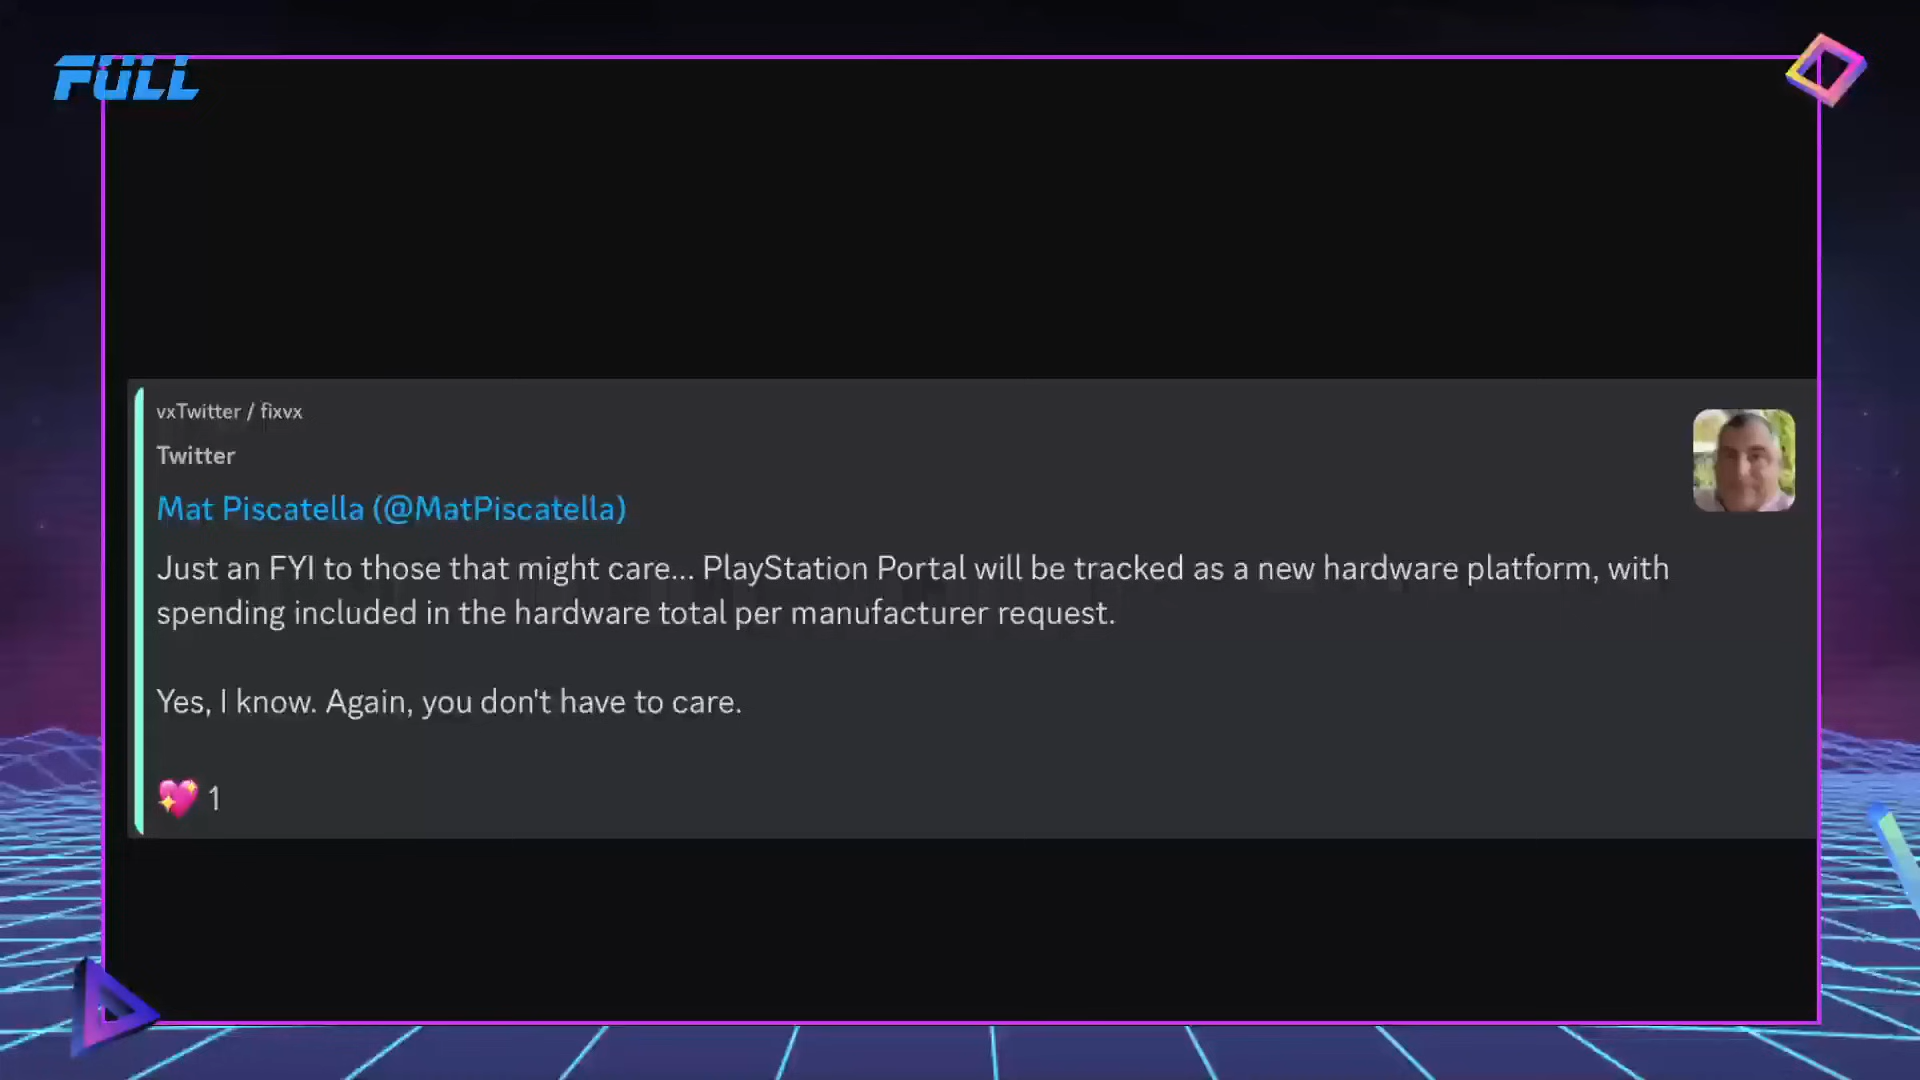 FULL
vxTwitter / fixvx
Twitter
Mat Piscatella (@MatPiscatella)
Just an FYI to those that might care... PlayStation Portal will be tracked as a new hardware platform, with
spending included in the hardware total per manufacturer request.
Yes, I know. Again, you don't have to care.
💖 1